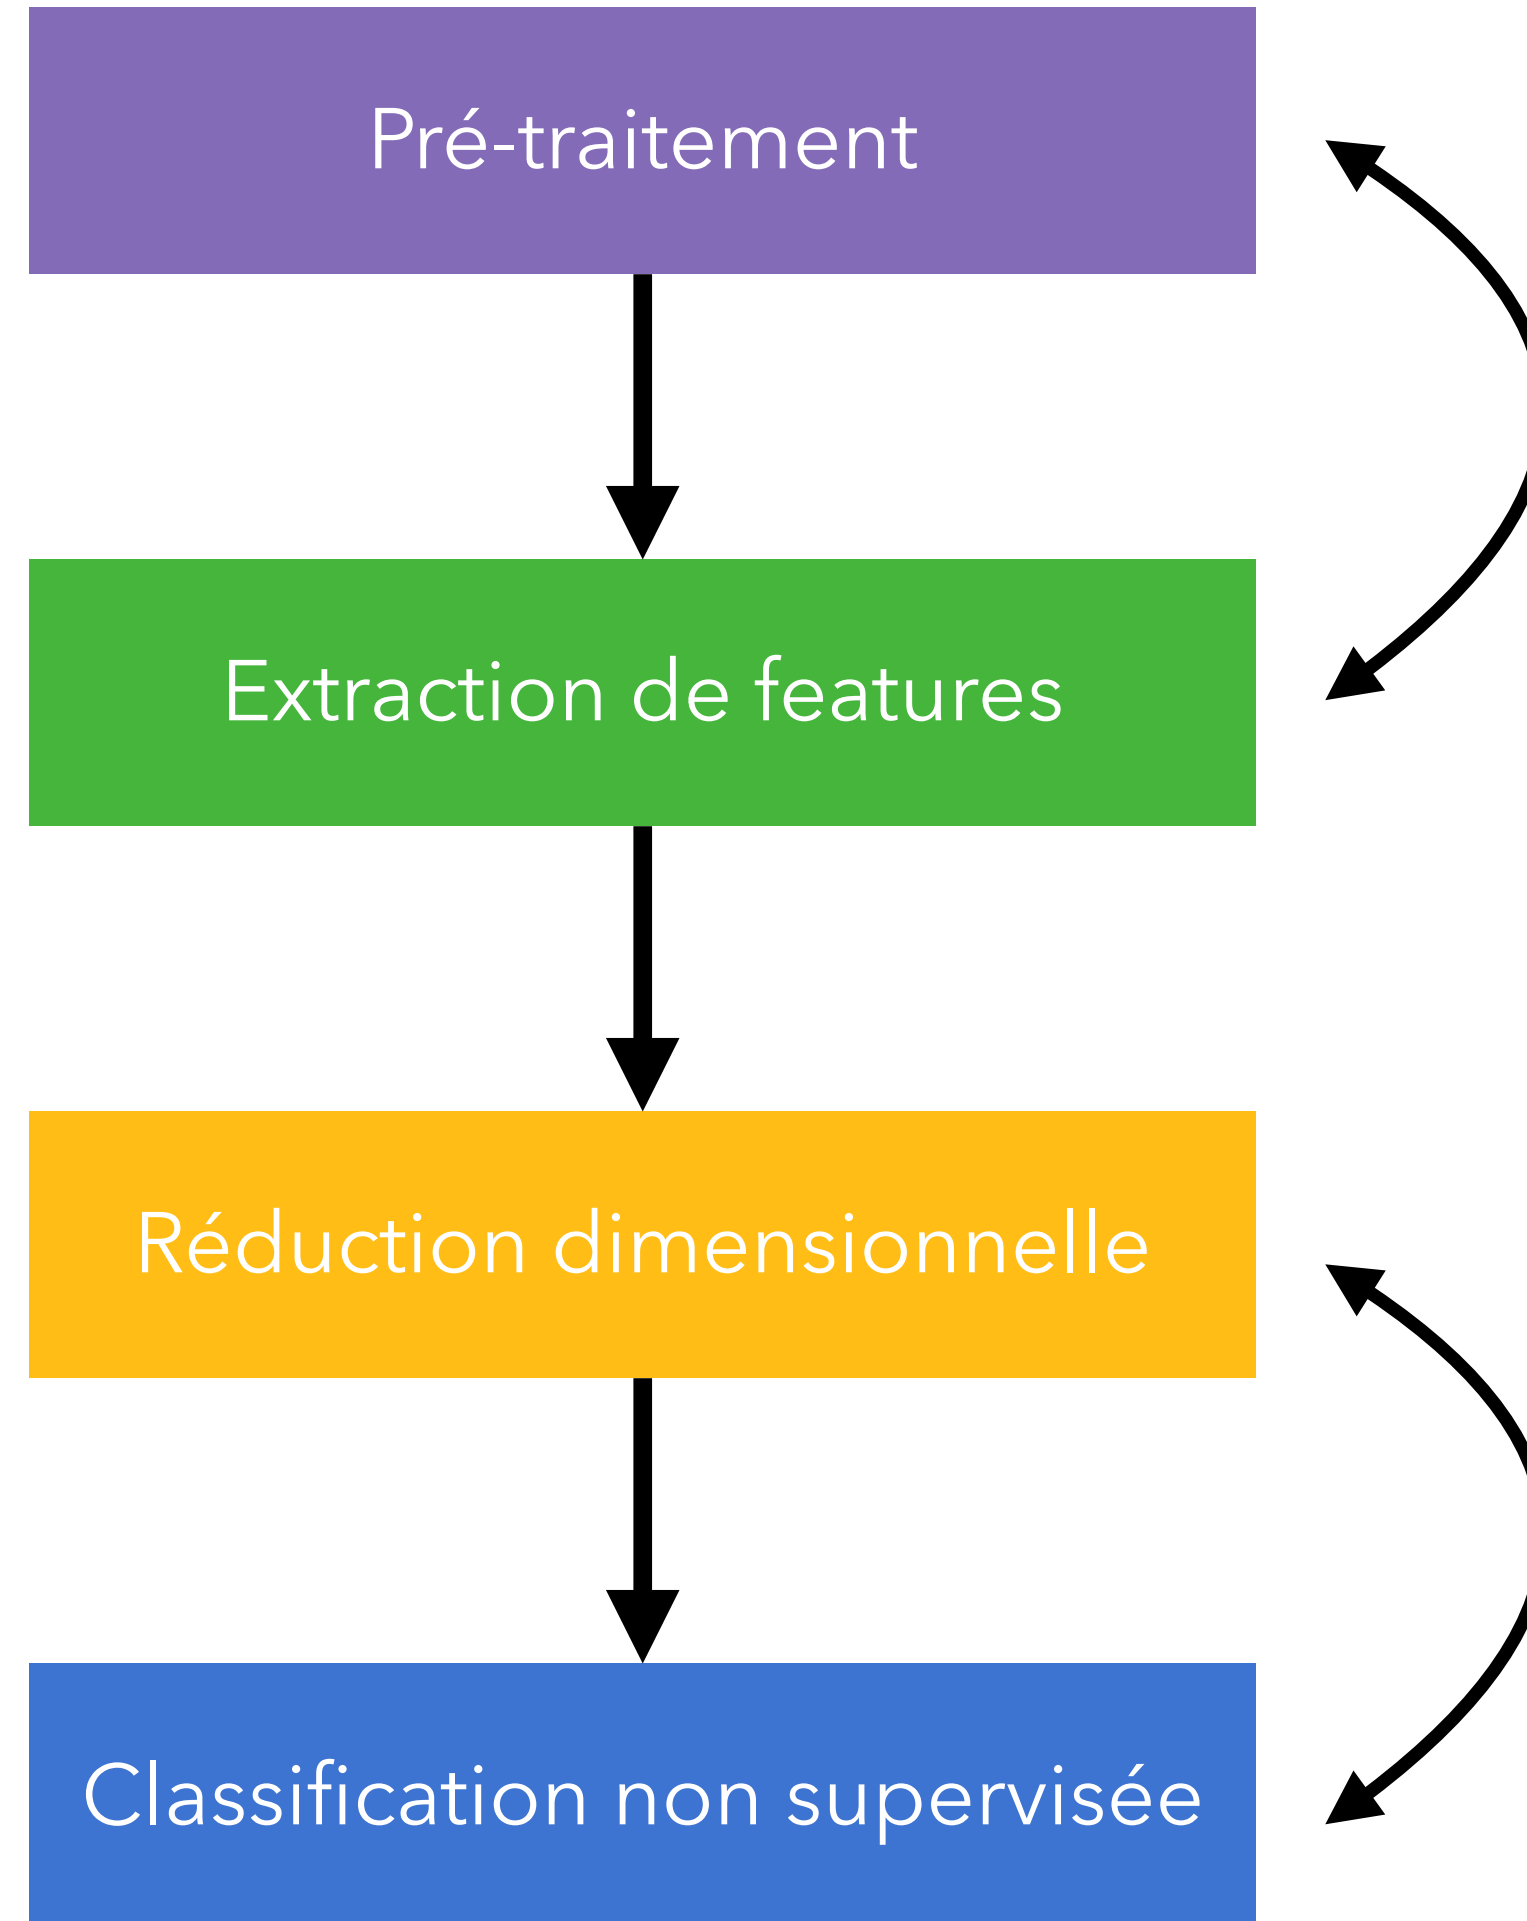 Pré-traitement
Extraction de features
Réduction dimensionnelle
Classification non supervisée